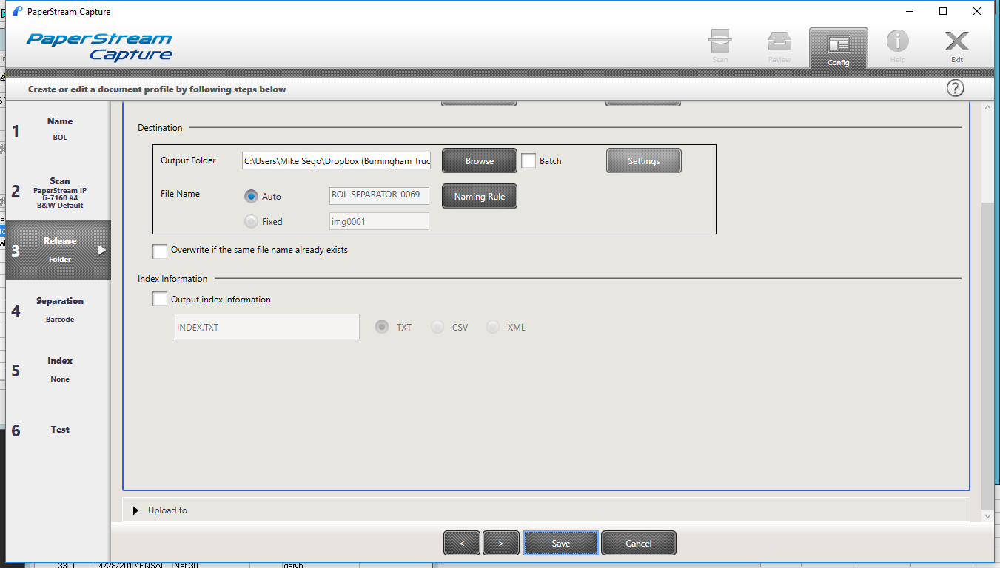 PaperStream Capture
PaperStream
Capture
Scan
Review
Config
Help
Exit
Create or edit a document profile by following steps below
1
Name
BOL
2
Scan
PaperStream IP
fi-7160 #4
B&W Default
3
Release
Folder
4
Separation
Barcode
5
Index
None
6
Test
Destination
Output Folder
C:\Users\Mike Sego\Dropbox (Burningham Truc
Browse
Batch
Settings
File Name
Auto
BOL-SEPARATOR-0069
Naming Rule
Fixed
img0001
Overwrite if the same file name already exists
Index Information
Output index information
INDEX.TXT
TXT
CSV
XML
Upload to
<
>
Save
Cancel
Net 30